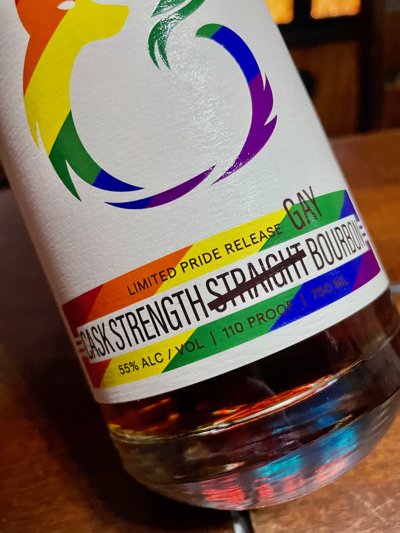 LIMITED PRIDE RELEASE
GAY
CASK STRENGTH STRAIGHT BOURBON
55% ALC / VOL | 110 PROOF | 750 ML